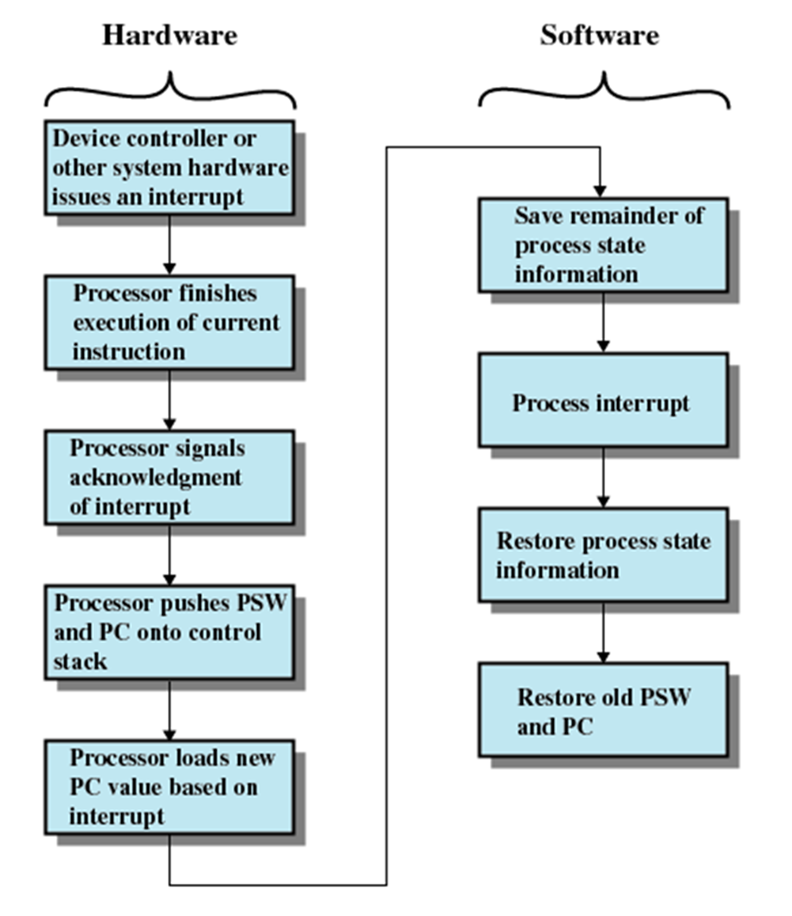 Hardware
Device controller or
other system hardware
issues an interrupt
Processor finishes
execution of current
instruction
Processor signals
acknowledgment
of interrupt
Processor pushes PSW
and PC onto control
stack
Processor loads new
PC value based on
interrupt
Software
Save remainder of
process state
information
Process interrupt
Restore process state
information
Restore old PSW
and PC